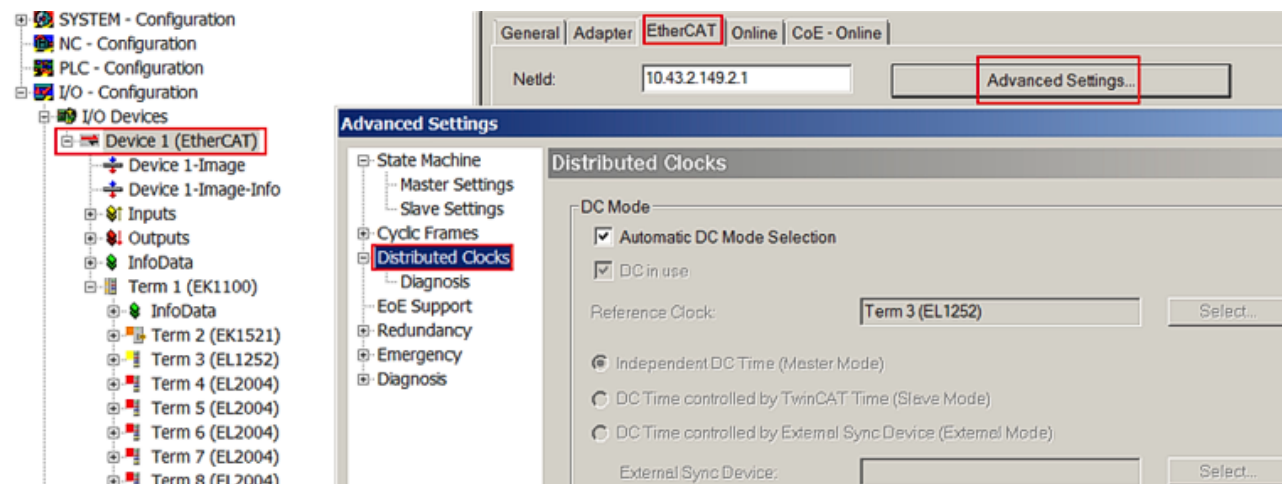 SYSTEM - Configuration
NC - Configuration
PLC - Configuration
I/O - Configuration
I/O Devices
Device 1 (EtherCAT)
Device 1-Image
Device 1-Image-Info
Inputs
Outputs
InfoData
Term 1 (EK1100)
InfoData
Term 2 (EK1521)
Term 3 (EL1252)
Term 4 (EL2004)
Term 5 (EL2004)
Term 6 (EL2004)
Term 7 (EL2004)
Term 8 (EL2004)
General Adapter EtherCAT Online CoE - Online
NetId: 10.43.2.149.2.1 Advanced Settings...
Advanced Settings
State Machine
Master Settings
Slave Settings
Cyclic Frames
Distributed Clocks
Diagnosis
EoE Support
Redundancy
Emergency
Diagnosis
Distributed Clocks
DC Mode
Automatic DC Mode Selection
DC in use
Reference Clock: Term 3 (EL1252) Select...
Independent DC Time (Master Mode)
DC Time controlled by TwinCAT Time (Slave Mode)
DC Time controlled by External Sync Device (External Mode)
External Sync Device: Select...